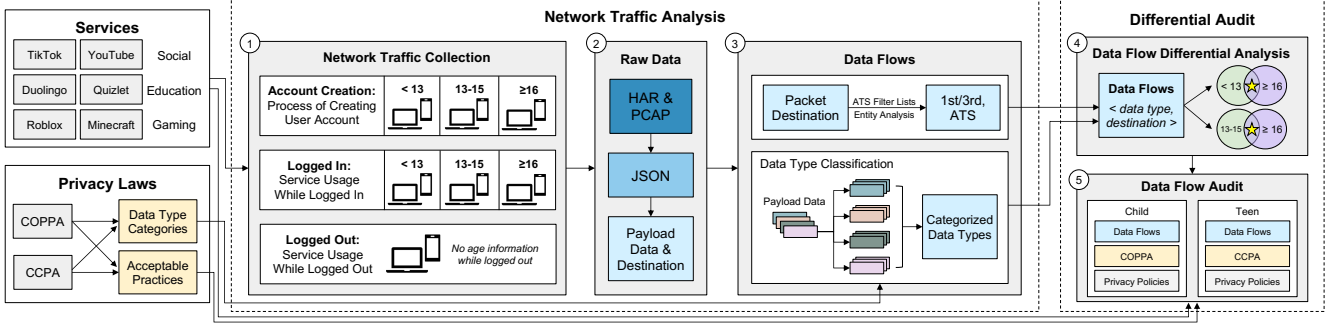 Services
TikTok
YouTube
Social
Duolingo
Quizlet
Education
Roblox
Minecraft
Gaming
Privacy Laws
COPPA
CCPA
Data Type
Categories
Acceptable
Practices
Network Traffic Analysis
1
Network Traffic Collection
Account Creation:
Process of Creating
User Account
< 13
13-15
≥16
Logged In:
Service Usage
While Logged In
< 13
13-15
≥16
Logged Out:
Service Usage
While Logged Out
No age information
while logged out
2
Raw Data
HAR &
PCAP
JSON
Payload
Data &
Destination
3
Data Flows
Packet
Destination
ATS Filter Lists
Entity Analysis
1st/3rd,
ATS
Data Type Classification
Payload Data
Categorized
Data Types
Differential Audit
4
Data Flow Differential Analysis
Data Flows
< data type,
destination >
< 13
≥ 16
13-15
≥ 16
5
Data Flow Audit
Child
Data Flows
COPPA
Privacy Policies
Teen
Data Flows
CCPA
Privacy Policies